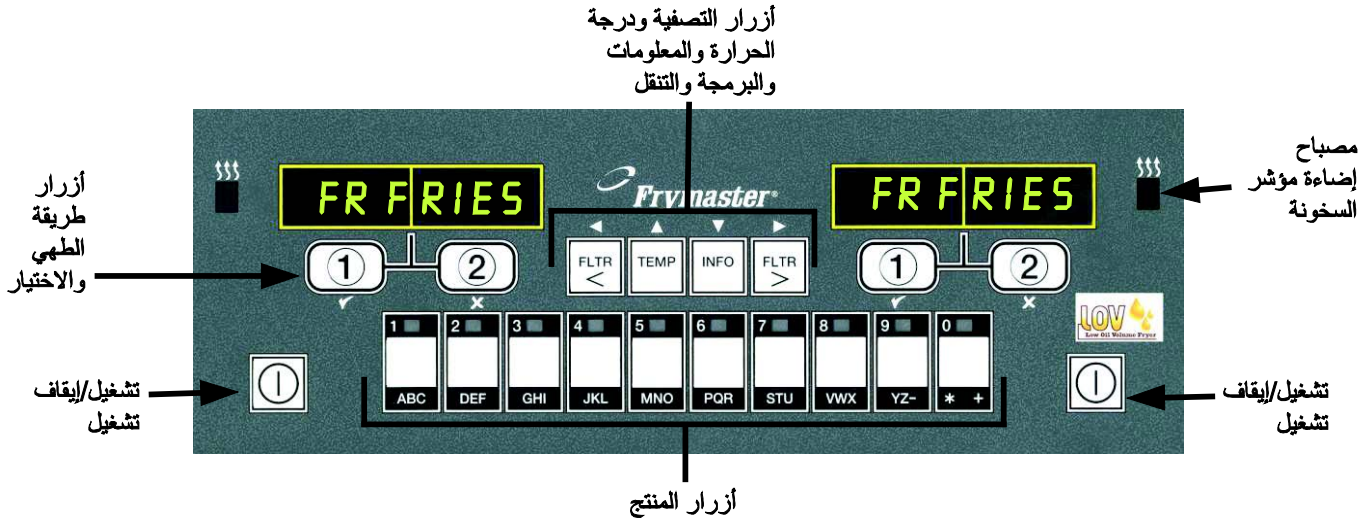 أزرار التصفية ودرجة
الحرارة والمعلومات
والبرمجة والتنقل
مصباح
إضاءة مؤشر
السخونة
أزرار
طريقة
الطهي
والاختيار
FR FRIES
Frymaster®
FR FRIES
1 2
FLTR < TEMP INFO FLTR >
1 2
LOV
Low Oil Volume Fryer
1 2 3 4 5 6 7 8 9 0
ABC DEF GHI JKL MNO PQR STU VWX YZ- * +
تشغيل/إيقاف
تشغيل
تشغيل/إيقاف
تشغيل
أزرار المنتج